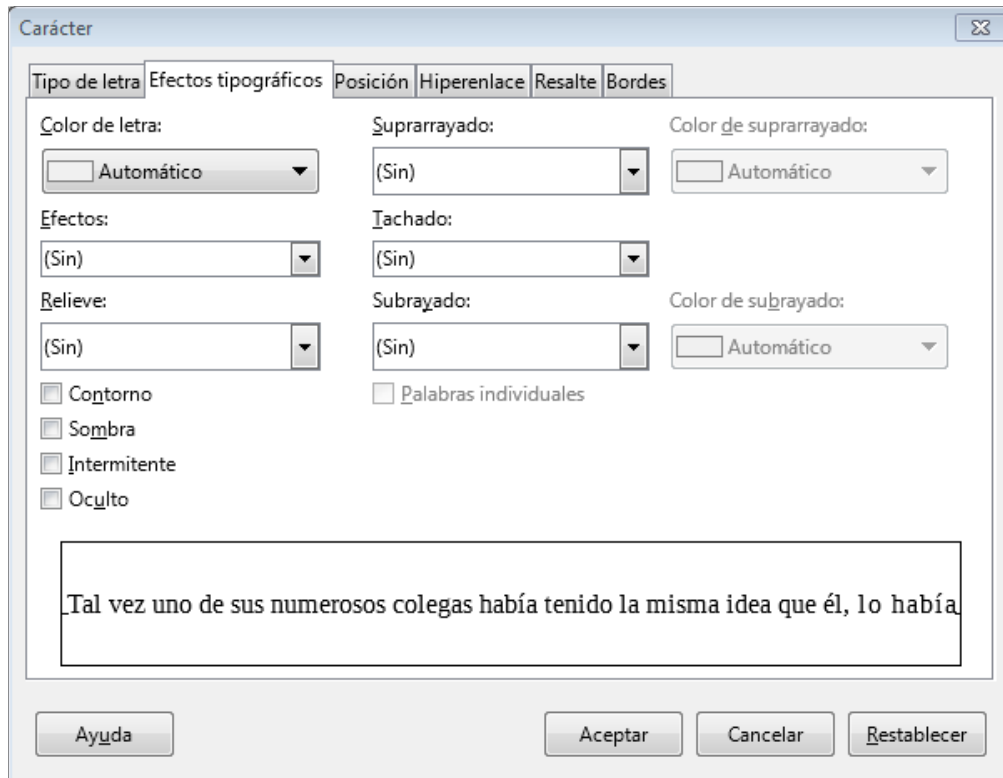 Carácter
Tipo de letra Efectos tipográficos Posición Hiperenlace Resalte Bordes
Color de letra: Suprarrayado: Color de suprarrayado:
Automático (Sin) Automático
Efectos: Tachado:
(Sin) (Sin)
Relieve: Subrayado: Color de subrayado:
(Sin) (Sin) Automático
Contorno Palabras individuales
Sombra
Intermitente
Oculto
Tal vez uno de sus numerosos colegas había tenido la misma idea que él, lo había
Ayuda Aceptar Cancelar Restablecer